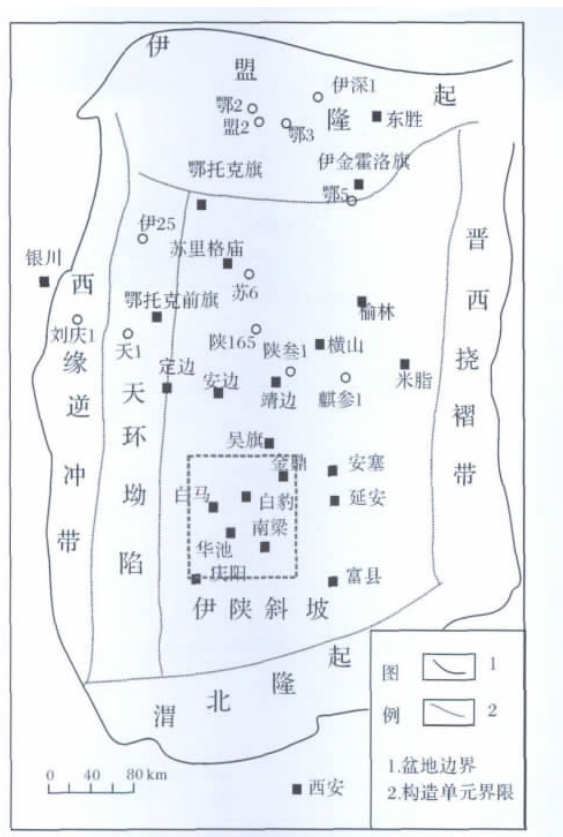 伊盟隆起
伊深1
鄂2
盟2
鄂3
东胜
鄂托克旗
伊金霍洛旗
鄂5
伊25
银川
苏里格庙
苏6
西缘逆冲带
晋西挠褶带
鄂托克前旗
榆林
刘庆1
天1
陕165
陕叁1
横山
定边
安边
靖边
麒参1
米脂
天环坳陷
吴旗
金鼎
安塞
白马
白豹
延安
南梁
华池
庆阳
富县
伊陕斜坡
渭北隆起
图例
1
2
1.盆地边界
2.构造单元界限
0 40 80 km
西安